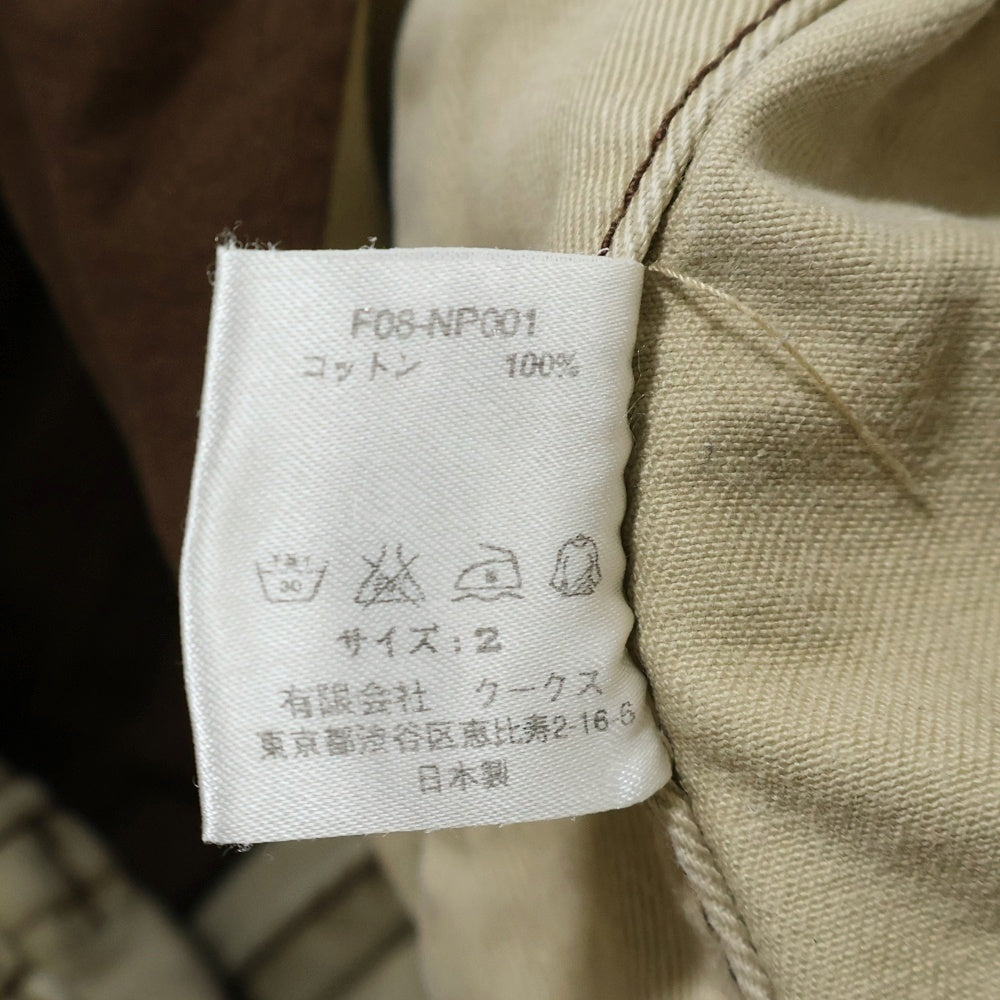 F08-NP001
コットン 100%
30
サイズ：2
有限会社 クークス
東京都渋谷区恵比寿2-16-6
日本製